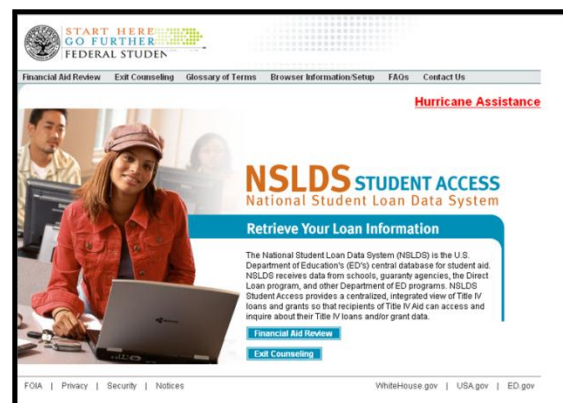 START HERE
GO FURTHER
FEDERAL STUDEN
Financial Aid Review Exit Counseling Glossary of Terms Browser Information/Setup FAQs Contact Us
Hurricane Assistance
NSLDS STUDENT ACCESS
National Student Loan Data System
Retrieve Your Loan Information
The National Student Loan Data System (NSLDS) is the U.S.
Department of Education's (ED's) central database for student aid.
NSLDS receives data from schools, guaranty agencies, the Direct
Loan program, and other Department of ED programs. NSLDS
Student Access provides a centralized, integrated view of Title IV
loans and grants so that recipients of Title IV Aid can access and
inquire about their Title IV loans and/or grant data.
Financial Aid Review
Exit Counseling
FOIA | Privacy | Security | Notices WhiteHouse.gov | USA.gov | ED.gov